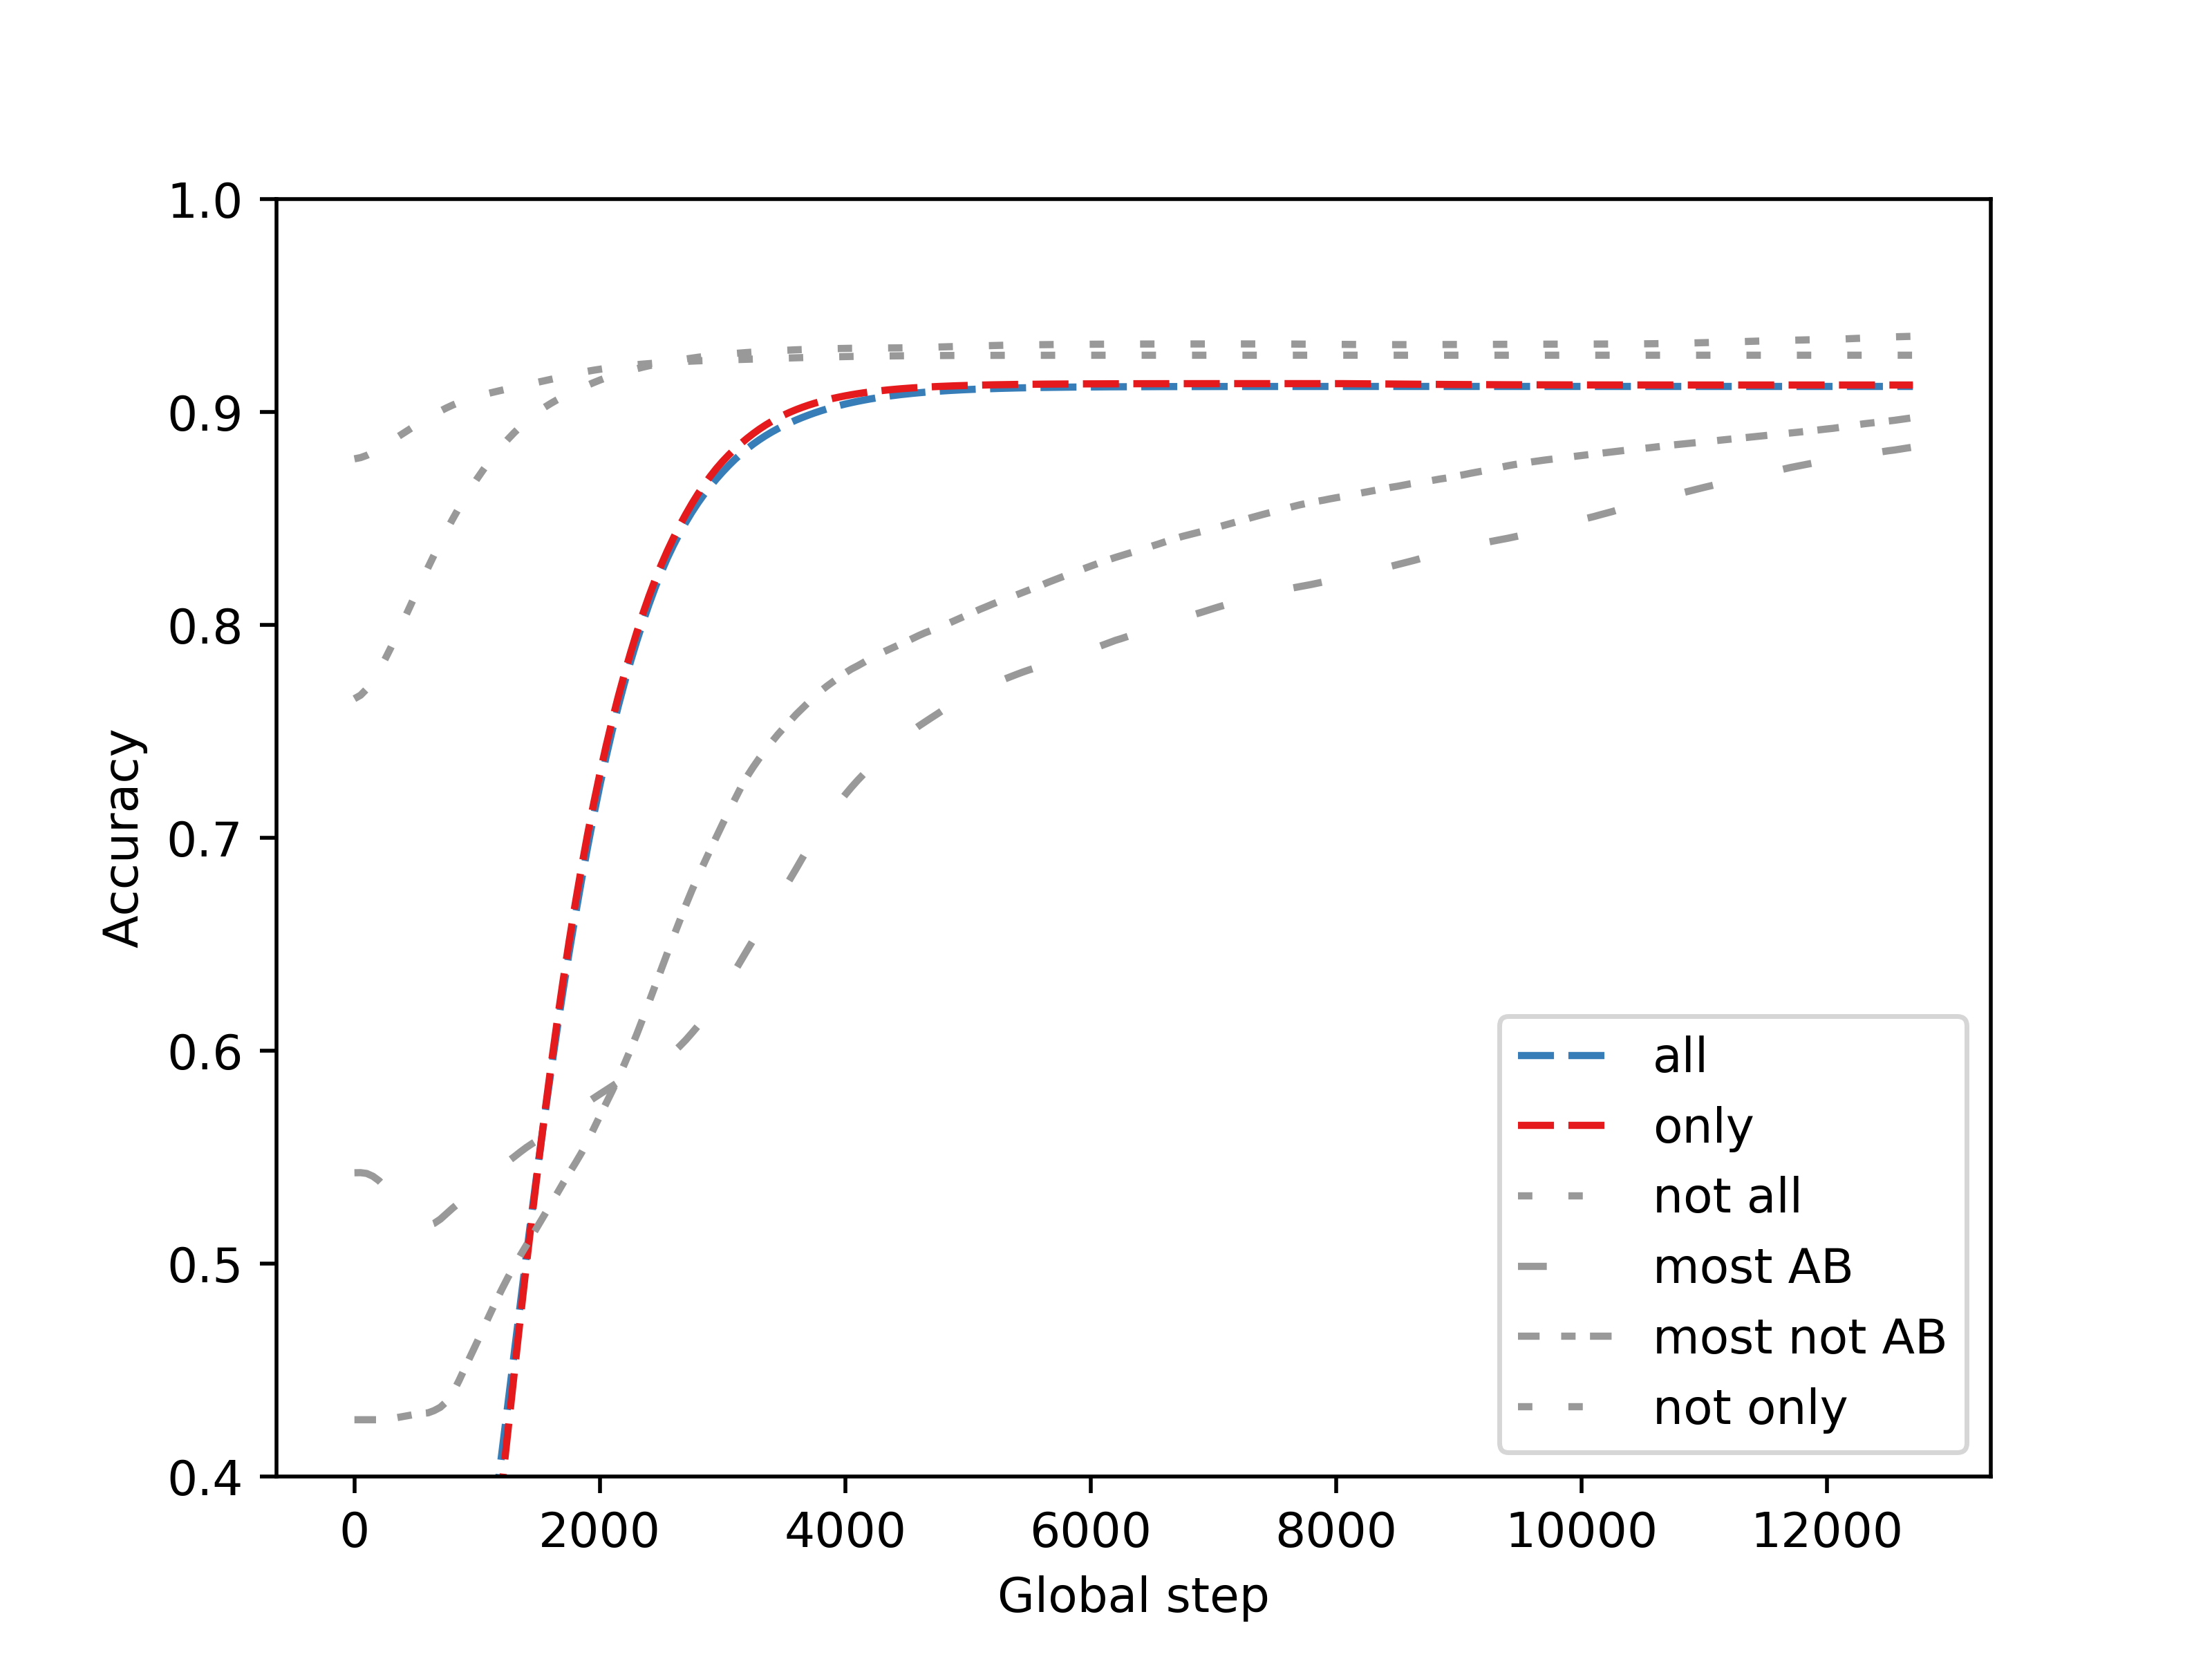 1.0
0.9
0.8
0.7
0.6
0.5
0.4
Accuracy
0 2000 4000 6000 8000 10000 12000
Global step
all
only
not all
most AB
most not AB
not only